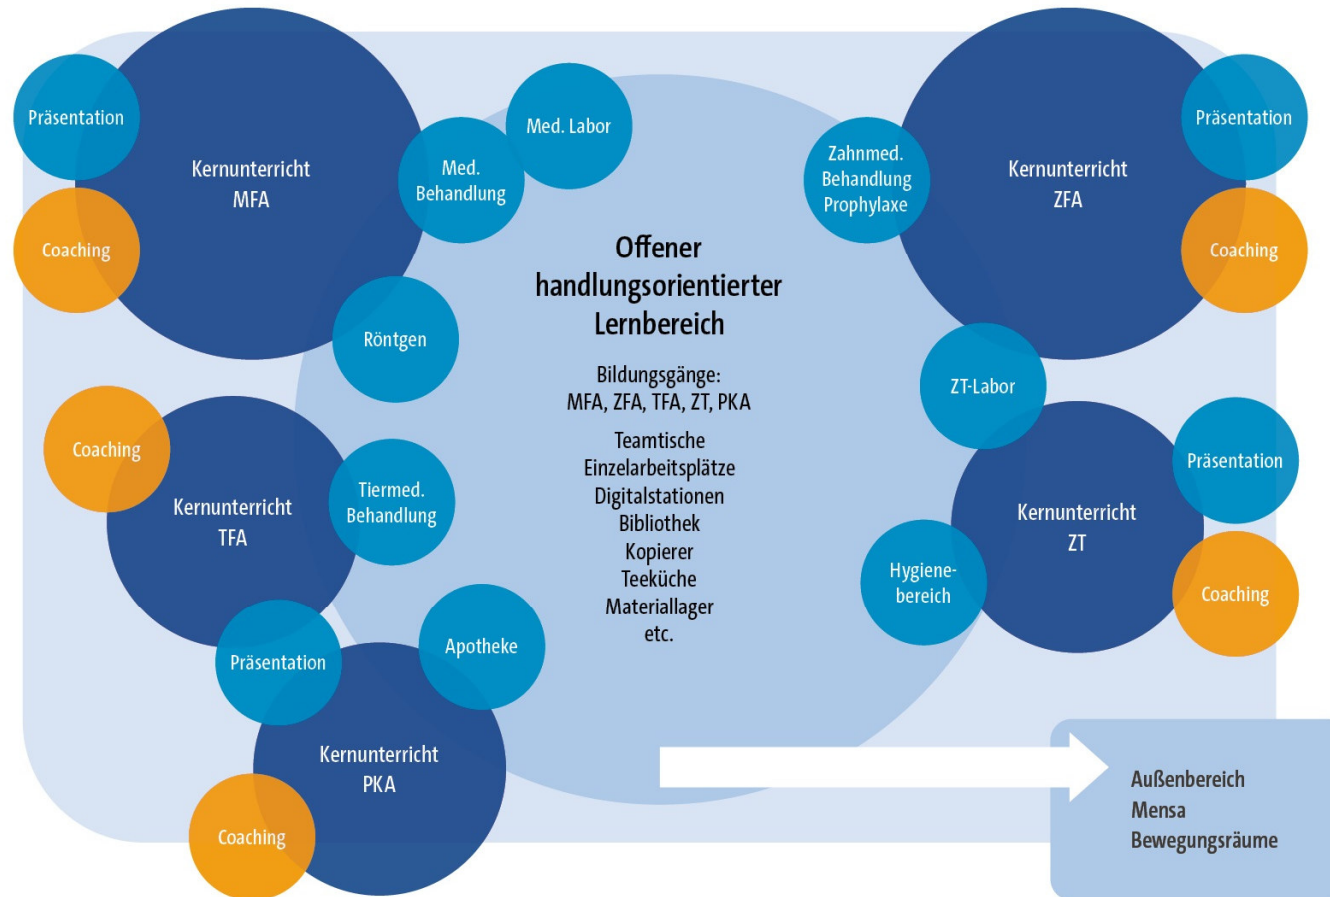 Präsentation
Coaching
Kernunterricht
MFA
Med.
Behandlung
Med. Labor
Röntgen
Zahnmed.
Behandlung
Prophylaxe
Kernunterricht
ZFA
Präsentation
Coaching
Offener
handlungsorientierter
Lernbereich
Bildungsgänge:
MFA, ZFA, TFA, ZT, PKA
Teamtische
Einzelarbeitsplätze
Digitalstationen
Bibliothek
Kopierer
Teeküche
Materiallager
etc.
Coaching
Kernunterricht
TFA
Tiermed.
Behandlung
ZT-Labor
Präsentation
Kernunterricht
ZT
Hygiene-
bereich
Coaching
Präsentation
Apotheke
Kernunterricht
PKA
Coaching
Außenbereich
Mensa
Bewegungsräume